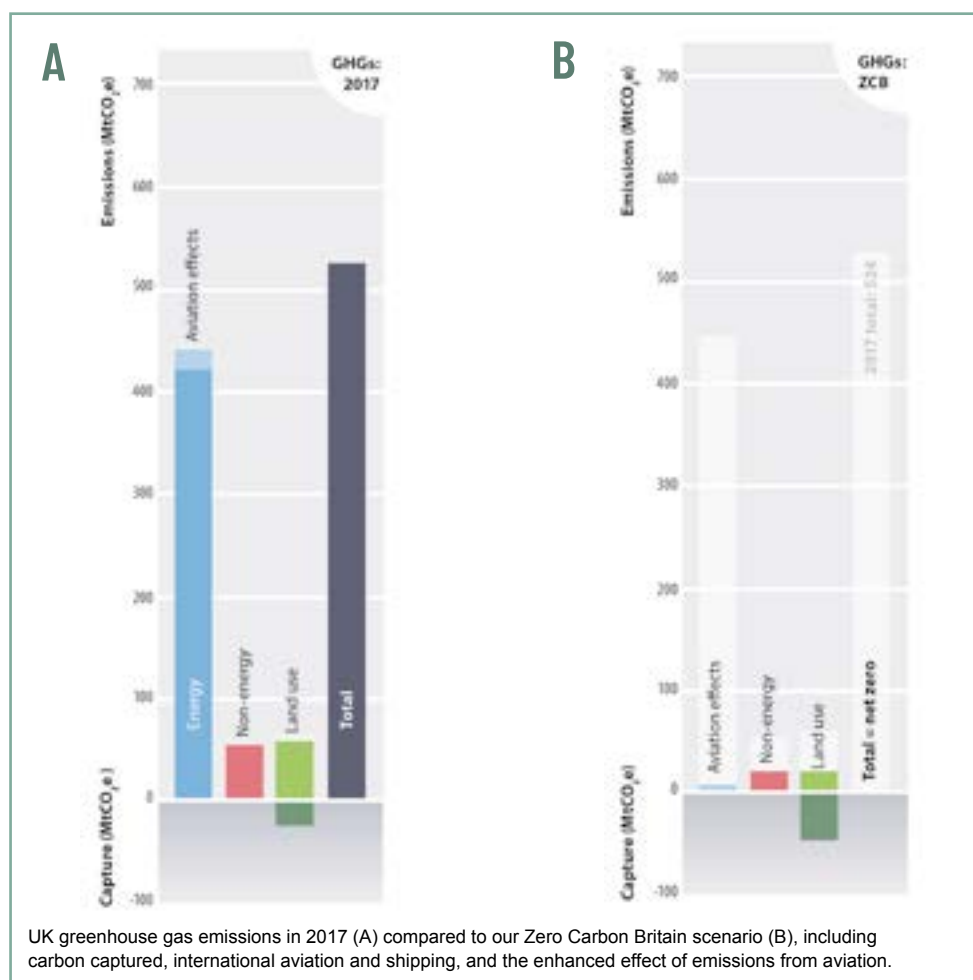 A
GHGs:
2017
Emissions (MtCO₂e)
700
600
500
400
300
200
100
0
-100
Capture (MtCO₂e )
Aviation effects
Energy
Non-energy
Land use
Total
B
GHGs:
ZCB
Emissions (MtCO₂e)
700
600
500
400
300
200
100
0
-100
Capture (MtCO₂e)
Aviation effects
Non-energy
Land use
2017 total: 524
Total = net zero
UK greenhouse gas emissions in 2017 (A) compared to our Zero Carbon Britain scenario (B), including
carbon captured, international aviation and shipping, and the enhanced effect of emissions from aviation.